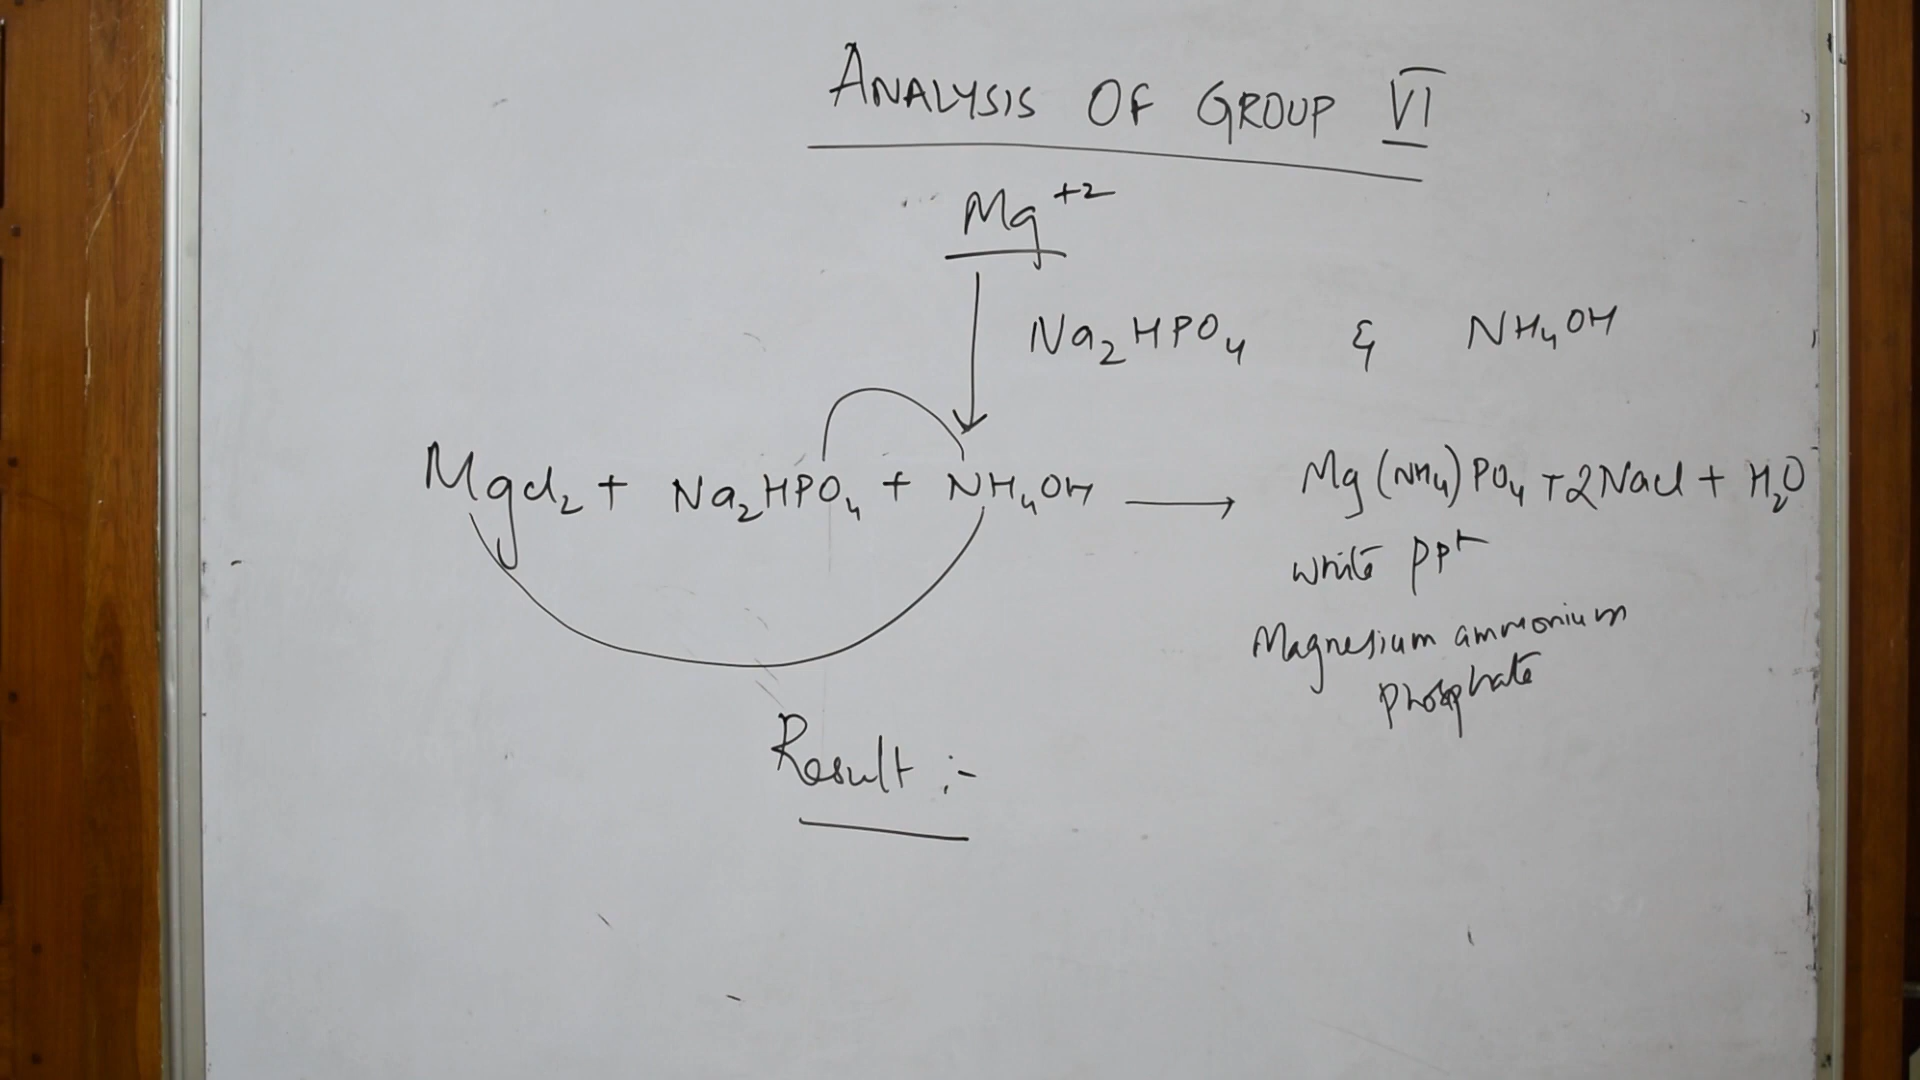 ANALYSIS OF GROUP VI
Mg+2
Na2HPO4 & NH4OH
Mgcl2 + Na2HPO4 + NH4OH → Mg(NH4)PO4 + 2Nacl + H2O
white ppt
Magnesium ammonium
phosphate
Result :-